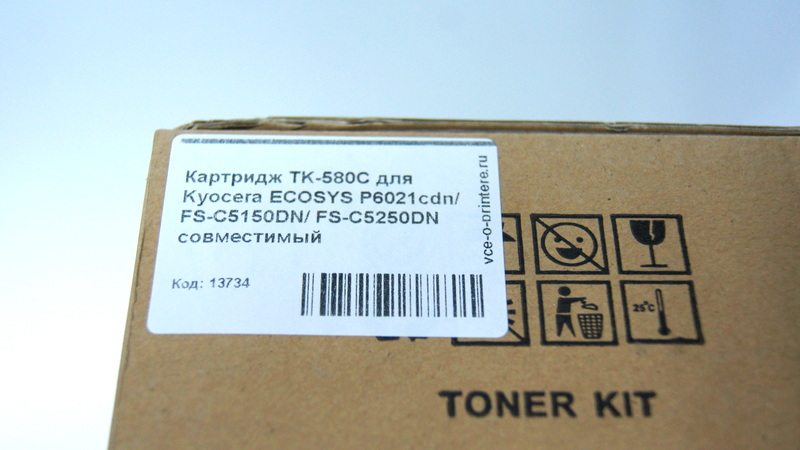 Картридж TK-580C для
Kyocera ECOSYS P6021cdn/
FS-C5150DN/ FS-C5250DN
совместимый
Код: 13734
vce-o-printere.ru
25°C
TONER KIT